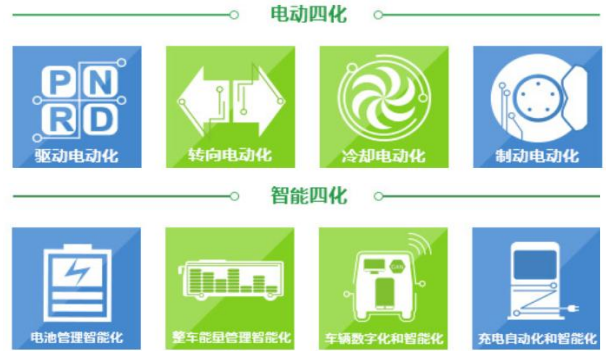 电动四化
P N
R D
驱动电动化
转向电动化
冷却电动化
制动电动化
智能四化
电池管理智能化
整车能量管理智能化
CAN
车辆数字化和智能化
充电自动化和智能化